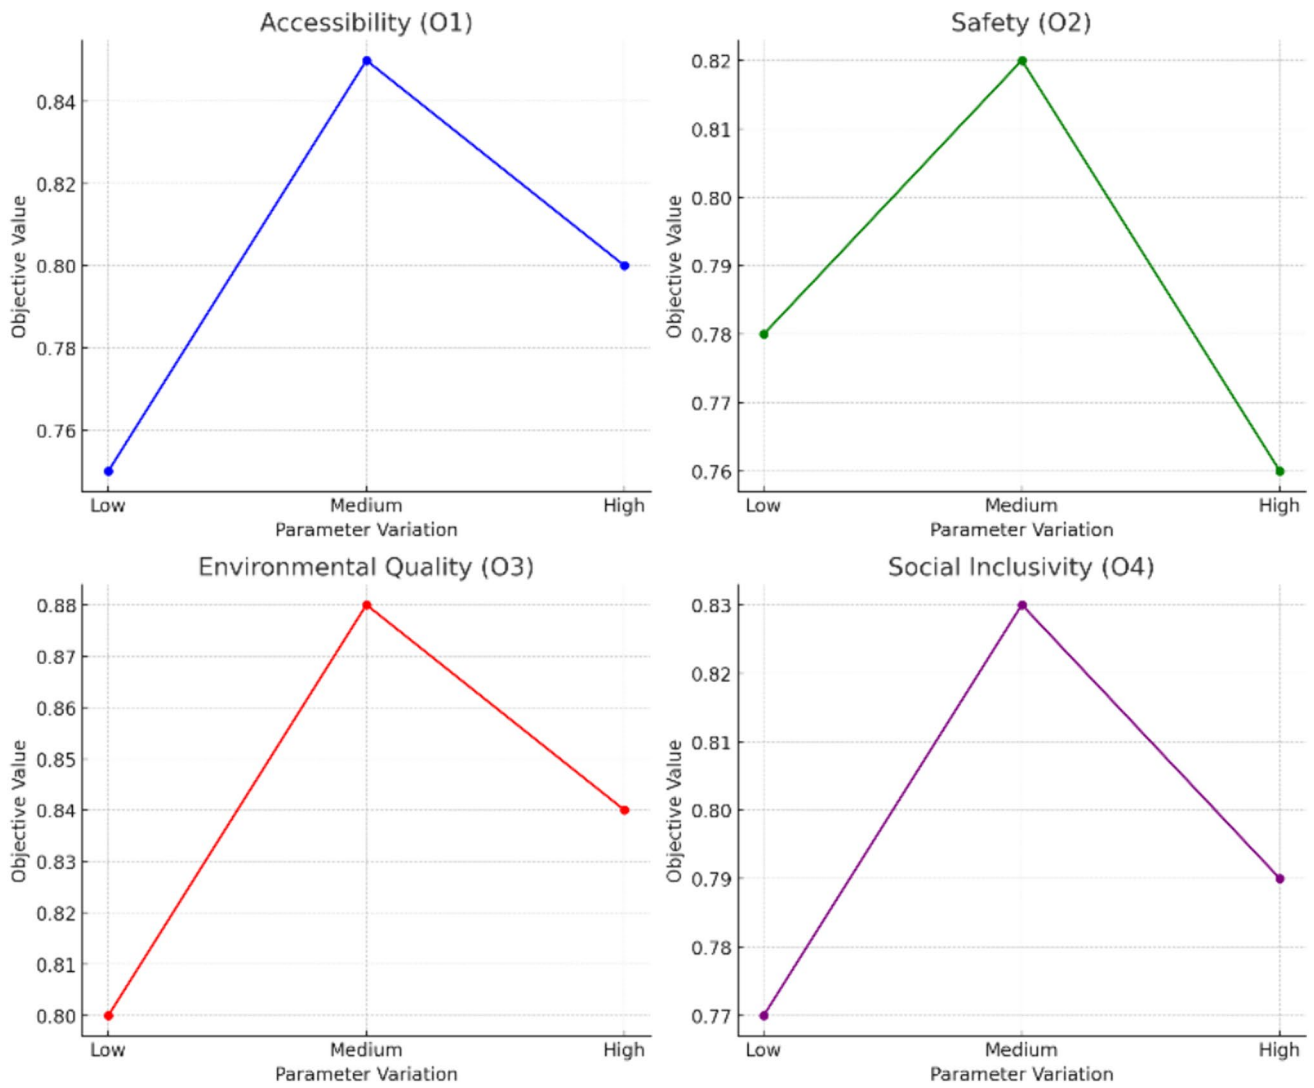 Accessibility (O1)
Objective Value
0.84
0.82
0.80
0.78
0.76
Low Medium High
Parameter Variation
Safety (O2)
Objective Value
0.82
0.81
0.80
0.79
0.78
0.77
0.76
Low Medium High
Parameter Variation
Environmental Quality (O3)
Objective Value
0.88
0.87
0.86
0.85
0.84
0.83
0.82
0.81
0.80
Low Medium High
Parameter Variation
Social Inclusivity (O4)
Objective Value
0.83
0.82
0.81
0.80
0.79
0.78
0.77
Low Medium High
Parameter Variation